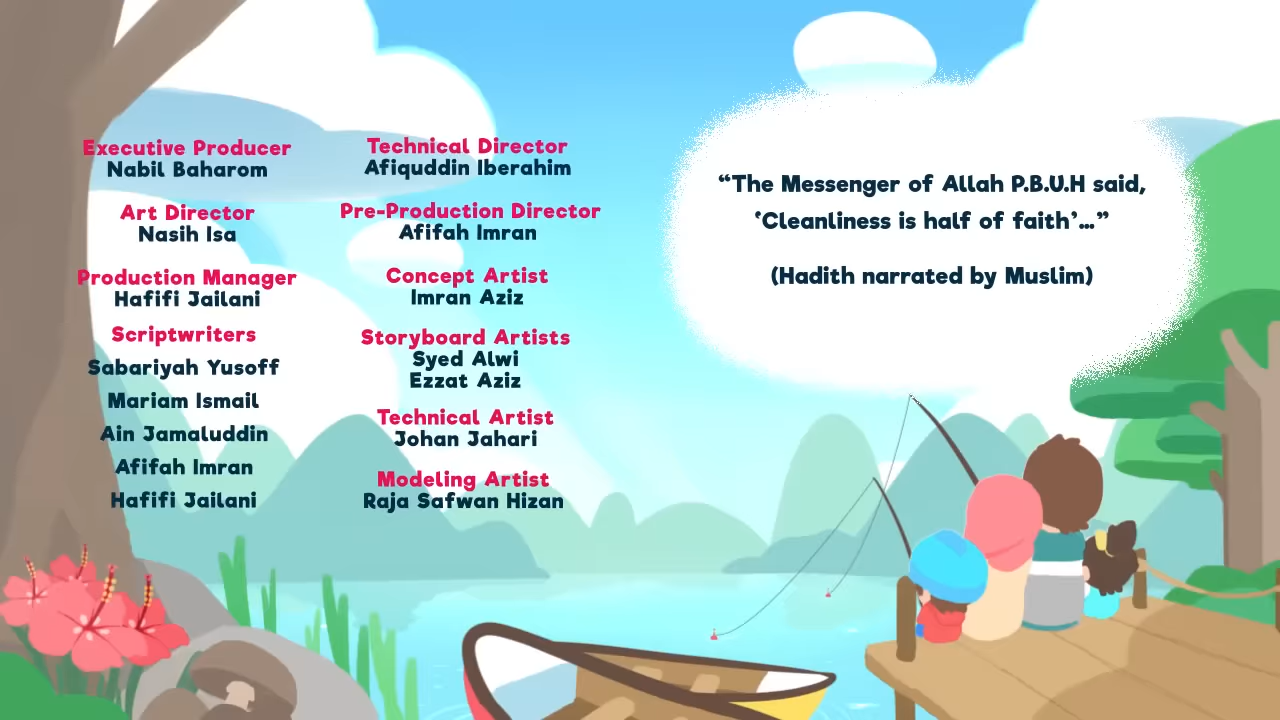 Executive Producer
Nabil Baharom
Art Director
Nasih Isa
Production Manager
Hafifi Jailani
Scriptwriters
Sabariyah Yusoff
Mariam Ismail
Ain Jamaluddin
Afifah Imran
Hafifi Jailani
Technical Director
Afiquddin Iberahim
Pre-Production Director
Afifah Imran
Concept Artist
Imran Aziz
Storyboard Artists
Syed Alwi
Ezzat Aziz
Technical Artist
Johan Jahari
Modeling Artist
Raja Safwan Hizan
“The Messenger of Allah P.B.U.H said,
‘Cleanliness is half of faith’...”
(Hadith narrated by Muslim)